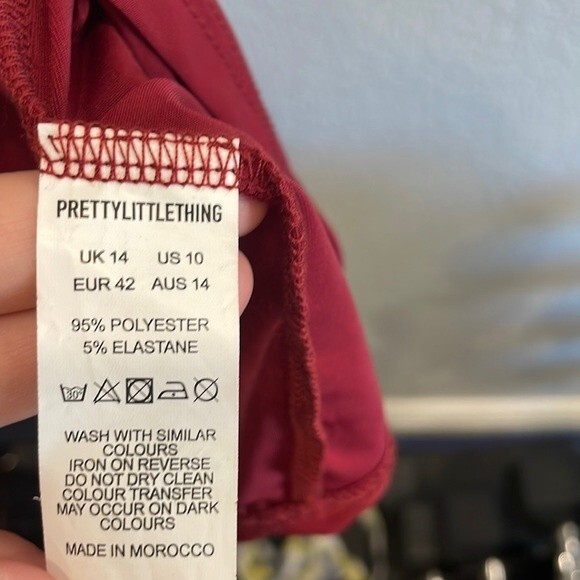 PRETTYLITTLETHING
UK 14 US 10
EUR 42 AUS 14
95% POLYESTER
5% ELASTANE
30°
WASH WITH SIMILAR
COLOURS
IRON ON REVERSE
DO NOT DRY CLEAN
COLOUR TRANSFER
MAY OCCUR ON DARK
COLOURS
MADE IN MOROCCO